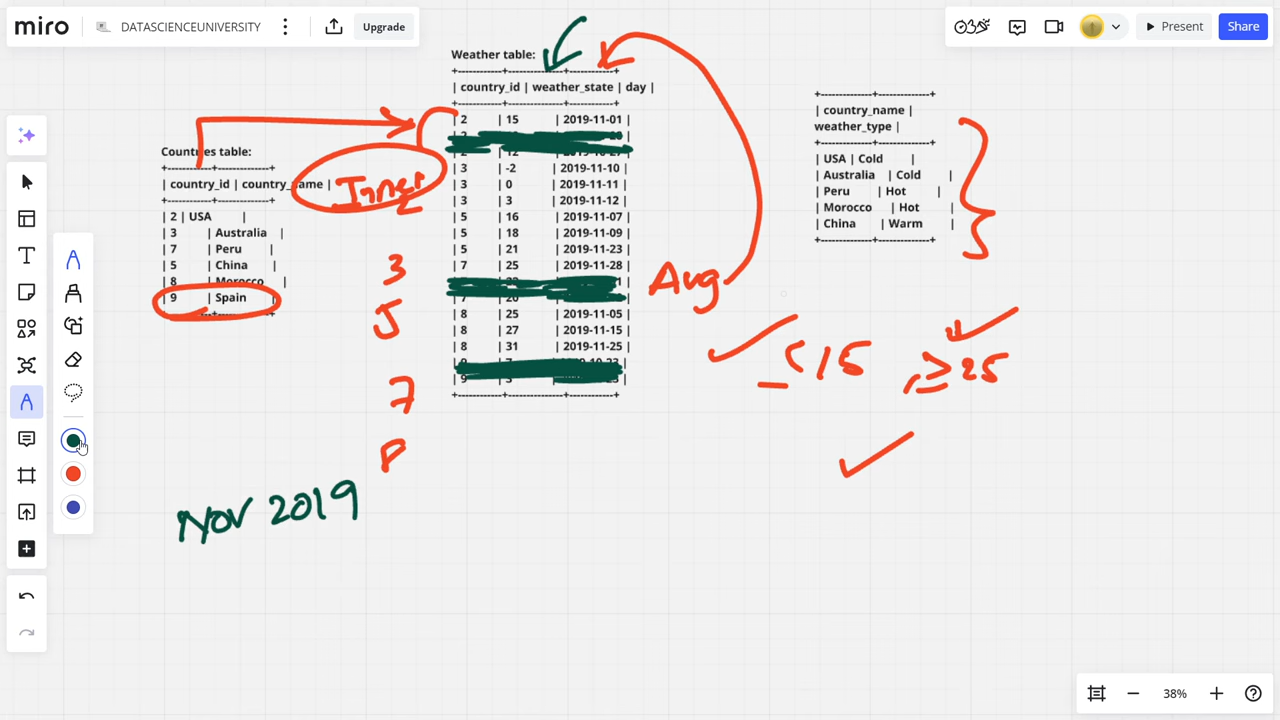 miro
DATASCIENCEUNIVERSITY
Upgrade
Present
Share
Weather table:
+-----------+--------------+------------+
| country_id | weather_state | day |
+-----------+--------------+------------+
| 2 | 15 | 2019-11-01 |
| 3 | -2 | 2019-11-10 |
| 3 | 0 | 2019-11-11 |
| 3 | 3 | 2019-11-12 |
| 5 | 16 | 2019-11-07 |
| 5 | 18 | 2019-11-09 |
| 5 | 21 | 2019-11-23 |
| 7 | 25 | 2019-11-28 |
| 8 | 25 | 2019-11-05 |
| 8 | 27 | 2019-11-15 |
| 8 | 31 | 2019-11-25 |
+-----------+--------------+------------+
Countries table:
+-----------+--------------+
| country_id | country_name |
+-----------+--------------+
| 2 | USA |
| 3 | Australia |
| 7 | Peru |
| 5 | China |
| 8 | Morocco |
| 9 | Spain |
+-----------+--------------+
Inner
2
3
5
7
8
+--------------+--------------+
| country_name |
weather_type |
+--------------+--------------+
| USA | Cold |
| Australia | Cold |
| Peru | Hot |
| Morocco | Hot |
| China | Warm |
+--------------+--------------+
Avg
≤ 15 ≥ 25
Nov 2019
38%